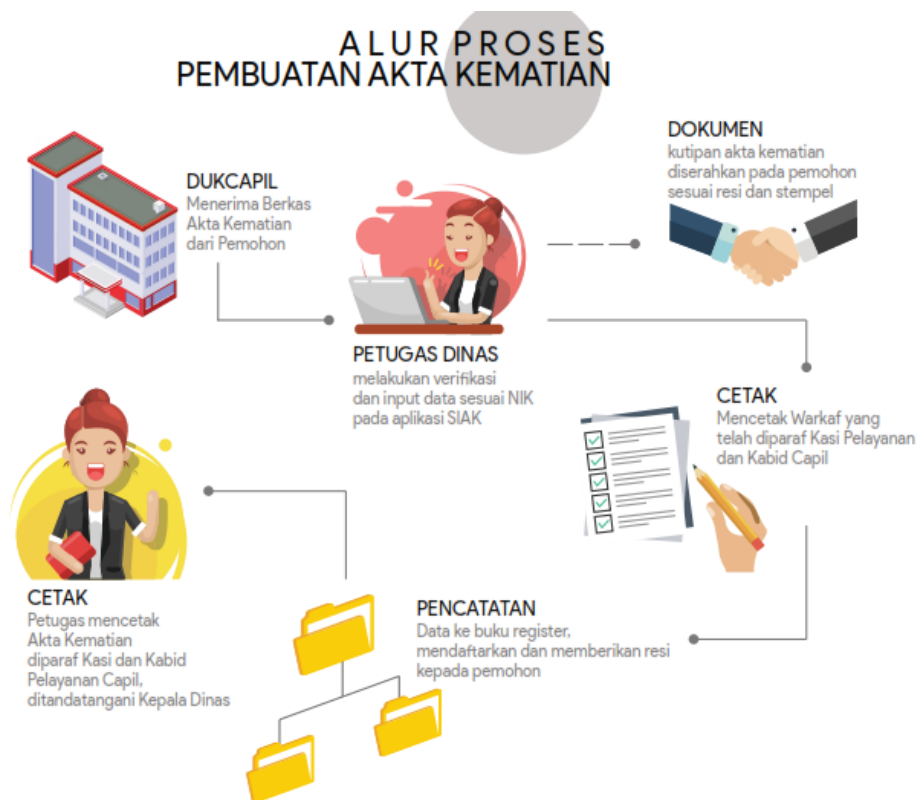 ALUR PROSES
PEMBUATAN AKTA KEMATIAN
DUKCAPIL
Menerima Berkas
Akta Kematian
dari Pemohon
PETUGAS DINAS
melakukan verifikasi
dan input data sesuai NIK
pada aplikasi SIAK
DOKUMEN
kutipan akta kematian
diserahkan pada pemohon
sesuai resi dan stempel
CETAK
Mencetak Warkaf yang
telah diparaf Kasi Pelayanan
dan Kabid Capil
PENCATATAN
Data ke buku register,
mendaftarkan dan memberikan resi
kepada pemohon
CETAK
Petugas mencetak
Akta Kematian
diparaf Kasi dan Kabid
Pelayanan Capil,
ditandatangani Kepala Dinas